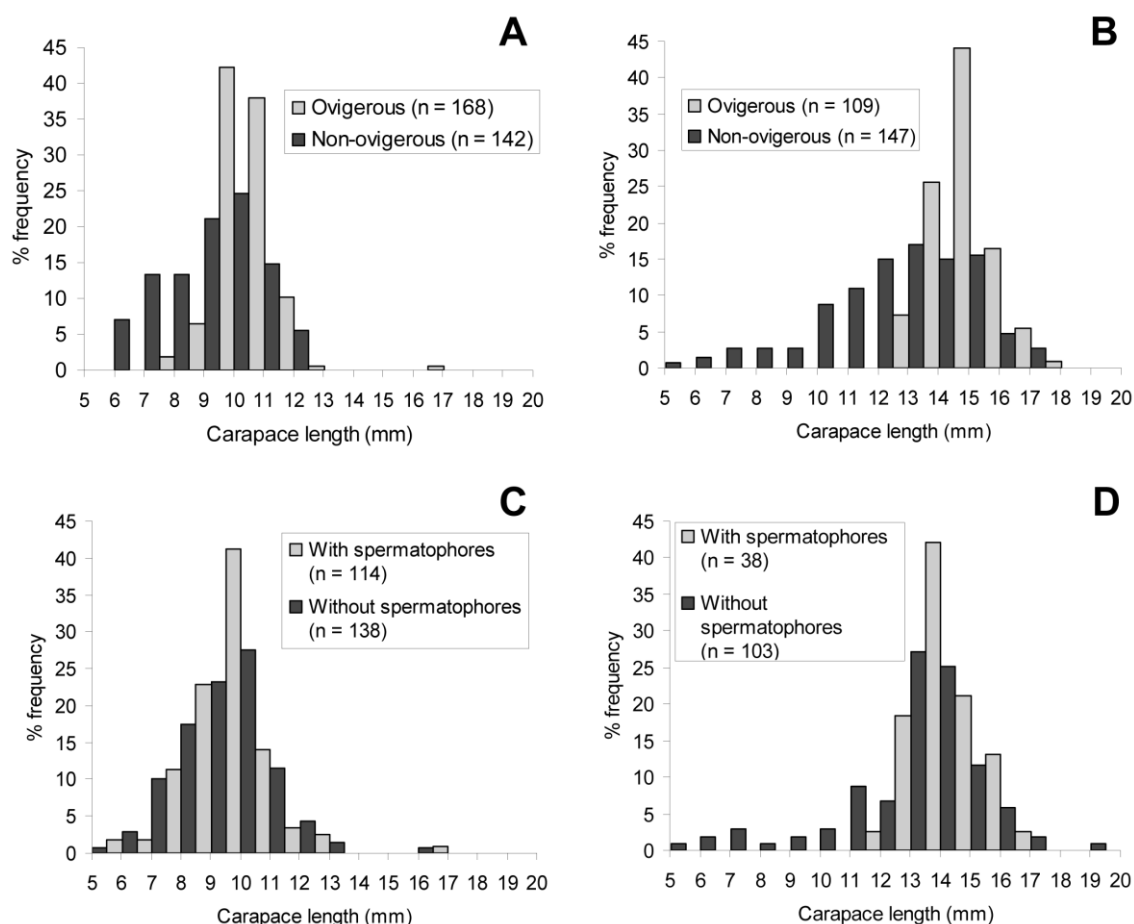 A
45
40
35
30
25
20
15
10
5
0
% frequency
Ovigerous (n = 168)
Non-ovigerous (n = 142)
5 6 7 8 9 10 11 12 13 14 15 16 17 18 19 20
Carapace length (mm)
B
45
40
35
30
25
20
15
10
5
0
% frequency
Ovigerous (n = 109)
Non-ovigerous (n = 147)
5 6 7 8 9 10 11 12 13 14 15 16 17 18 19 20
Carapace length (mm)
C
45
40
35
30
25
20
15
10
5
0
% frequency
With spermatophores
(n = 114)
Without spermatophores
(n = 138)
5 6 7 8 9 10 11 12 13 14 15 16 17 18 19 20
Carapace length (mm)
D
45
40
35
30
25
20
15
10
5
0
% frequency
With spermatophores
(n = 38)
Without
spermatophores
(n = 103)
5 6 7 8 9 10 11 12 13 14 15 16 17 18 19 20
Carapace length (mm)